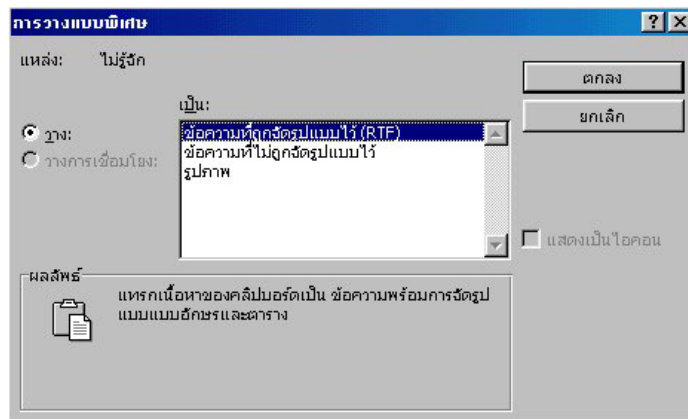 การวางแบบพิเศษ
แหล่ง: ไม่รู้จัก
ตกลง
เป็น:
ยกเลิก
วาง:
ข้อความที่ถูกจัดรูปแบบไว้ (RTF)
วางการเชื่อมโยง:
ข้อความที่ไม่ถูกจัดรูปแบบไว้
รูปภาพ
แสดงเป็นไอคอน
ผลลัพธ์
แทรกเนื้อหาของคลิปบอร์ดเป็น ข้อความพร้อมการจัดรูป
แบบแบบอักษรและตาราง